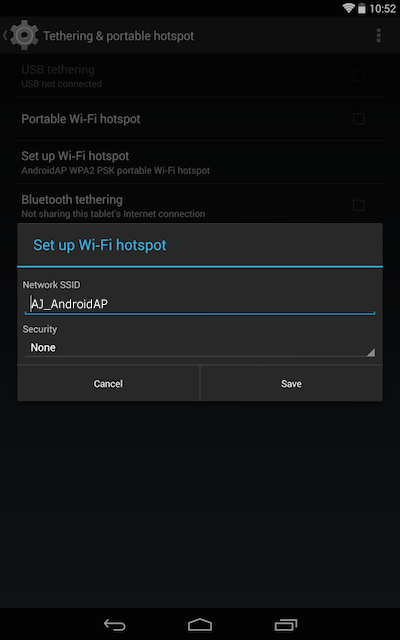 10:52
Tethering & portable hotspot
USB tethering
USB not connected
Portable Wi-Fi hotspot
Set up Wi-Fi hotspot
AndroidAP WPA2 PSK portable Wi-Fi hotspot
Bluetooth tethering
Not sharing this tablet's Internet connection
Set up Wi-Fi hotspot
Network SSID
AJ_AndroidAP
Security
None
Cancel Save